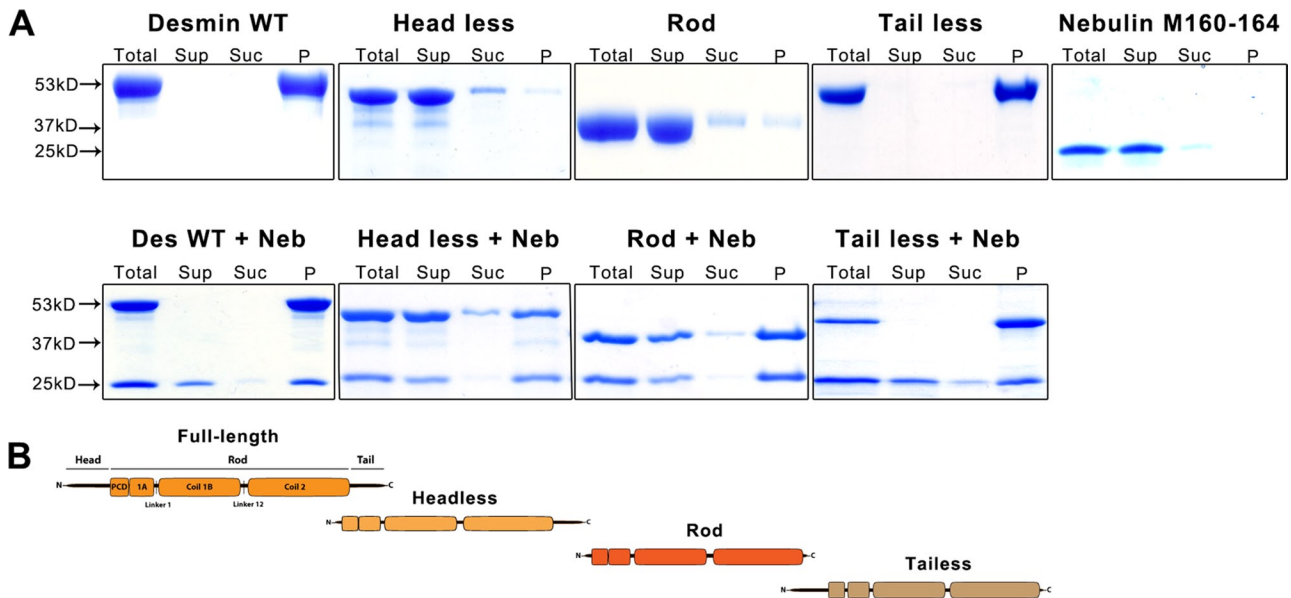 A
Desmin WT Head less Rod Tail less Nebulin M160-164
Total Sup Suc P Total Sup Suc P Total Sup Suc P Total Sup Suc P Total Sup Suc P
53kD
37kD
25kD
Des WT + Neb Head less + Neb Rod + Neb Tail less + Neb
Total Sup Suc P Total Sup Suc P Total Sup Suc P Total Sup Suc P
53kD
37kD
25kD
B
Full-length
Head Rod Tail
N PCD 1A Coil 1B Coil 2 C
Linker 1 Linker 12
Headless
N C
Rod
N C
Tailess
N C